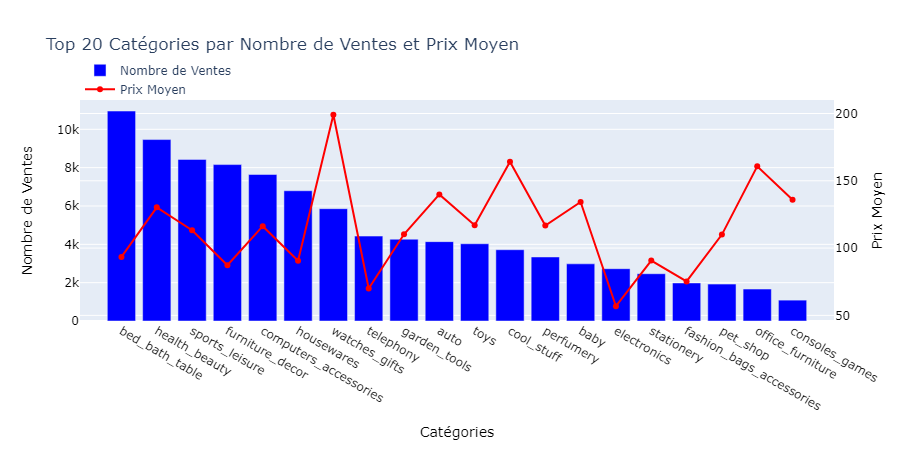 Top 20 Catégories par Nombre de Ventes et Prix Moyen
Nombre de Ventes
Prix Moyen
Nombre de Ventes
10k
8k
6k
4k
2k
0
200
150
100
50
Prix Moyen
bed_bath_table
health_beauty
sports_leisure
furniture_decor
computers_accessories
housewares
watches_gifts
telephony
garden_tools
auto
toys
cool_stuff
perfumery
baby
electronics
stationery
fashion_bags_accessories
pet_shop
office_furniture
consoles_games
Catégories